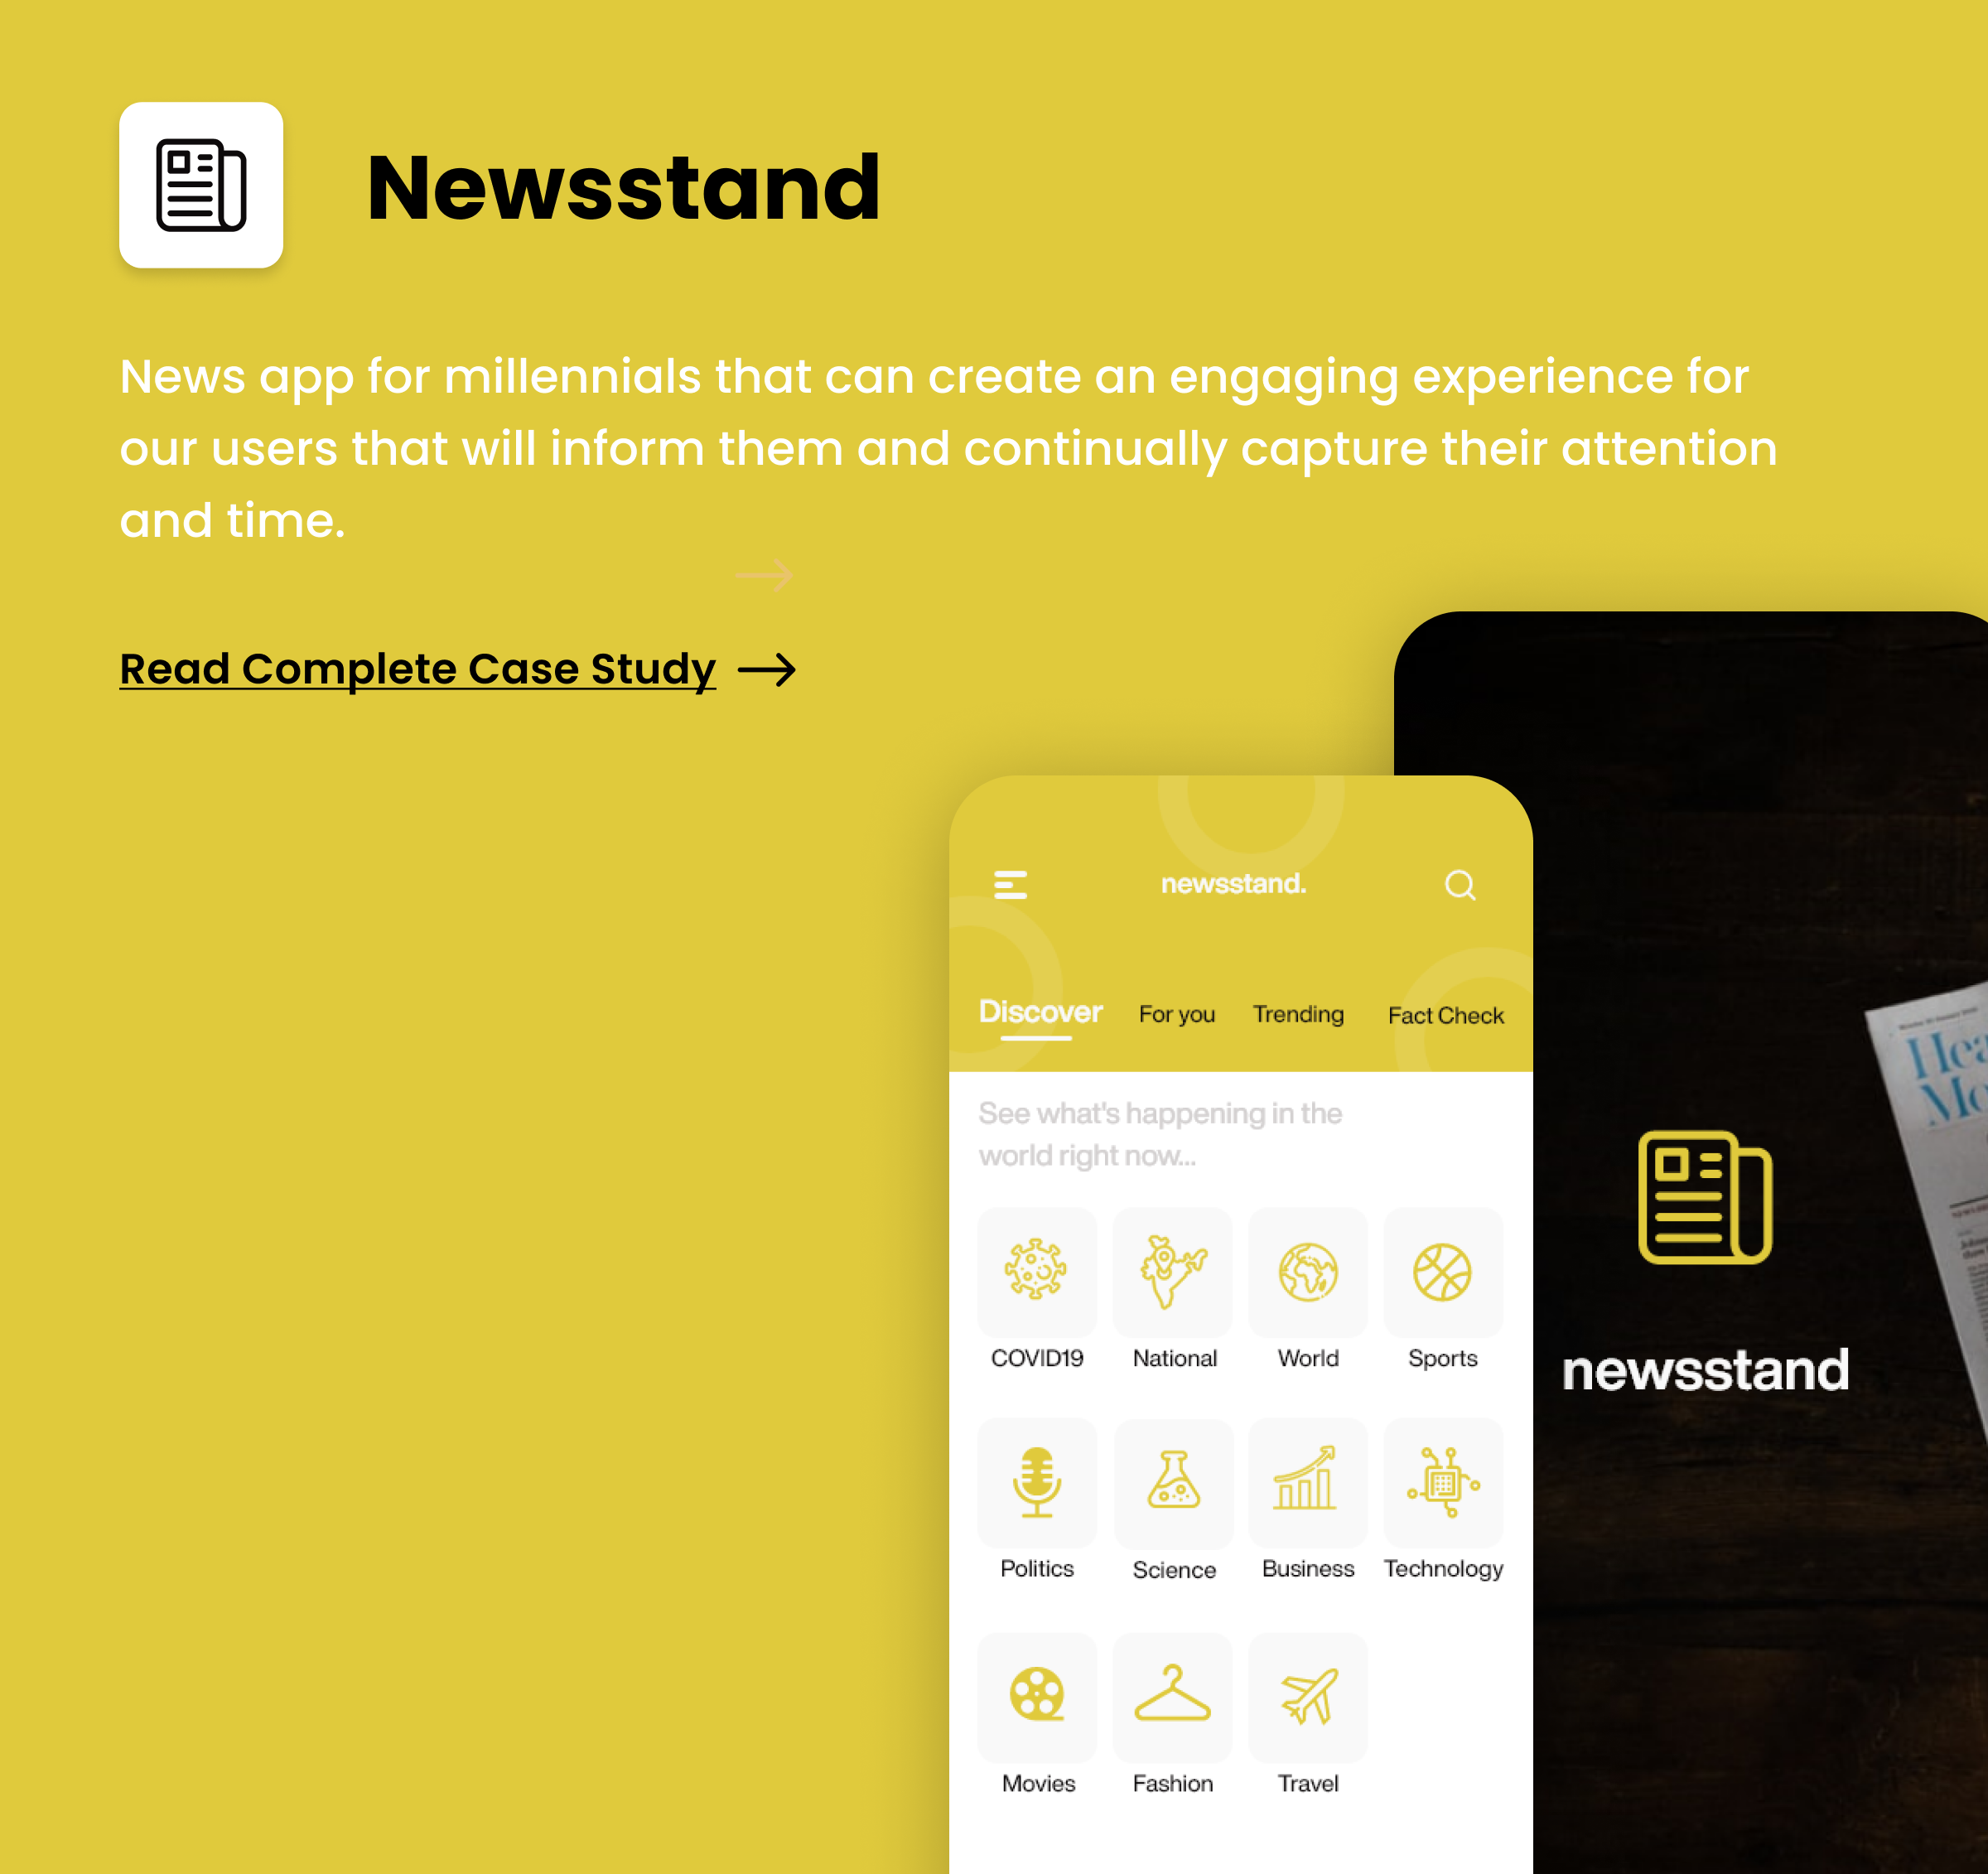 Newsstand
News app for millennials that can create an engaging experience for
our users that will inform them and continually capture their attention
and time.
Read Complete Case Study
newsstand.
Discover For you Trending Fact Check
See what's happening in the
world right now...
COVID19 National World Sports
Politics Science Business Technology
Movies Fashion Travel
newsstand